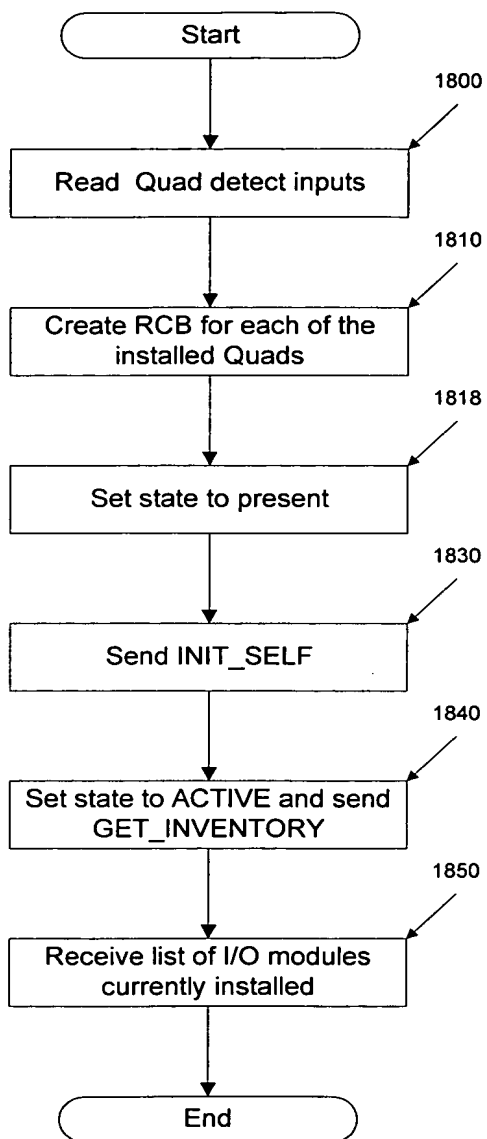 Start
1800
Read Quad detect inputs
1810
Create RCB for each of the
installed Quads
1818
Set state to present
1830
Send INIT_SELF
1840
Set state to ACTIVE and send
GET_INVENTORY
1850
Receive list of I/O modules
currently installed
End